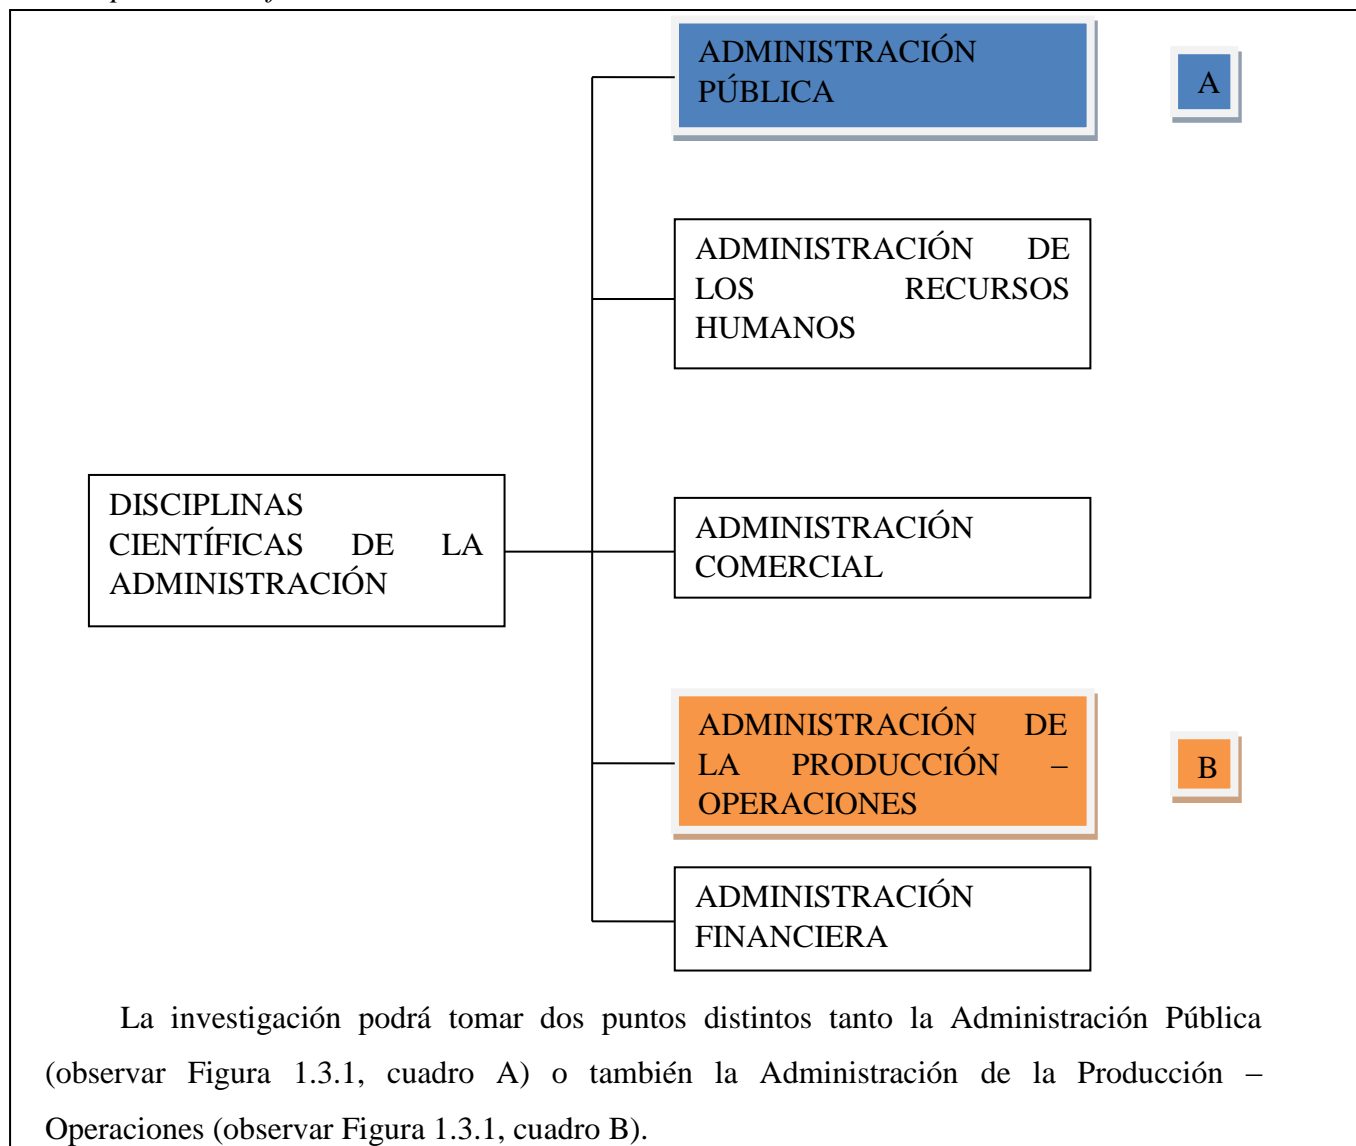 ADMINISTRACIÓN
PÚBLICA
A
ADMINISTRACIÓN DE
LOS RECURSOS
HUMANOS
DISCIPLINAS
CIENTÍFICAS DE LA
ADMINISTRACIÓN
ADMINISTRACIÓN
COMERCIAL
ADMINISTRACIÓN DE
LA PRODUCCIÓN –
OPERACIONES
B
ADMINISTRACIÓN
FINANCIERA
La investigación podrá tomar dos puntos distintos tanto la Administración Pública
(observar Figura 1.3.1, cuadro A) o también la Administración de la Producción –
Operaciones (observar Figura 1.3.1, cuadro B).